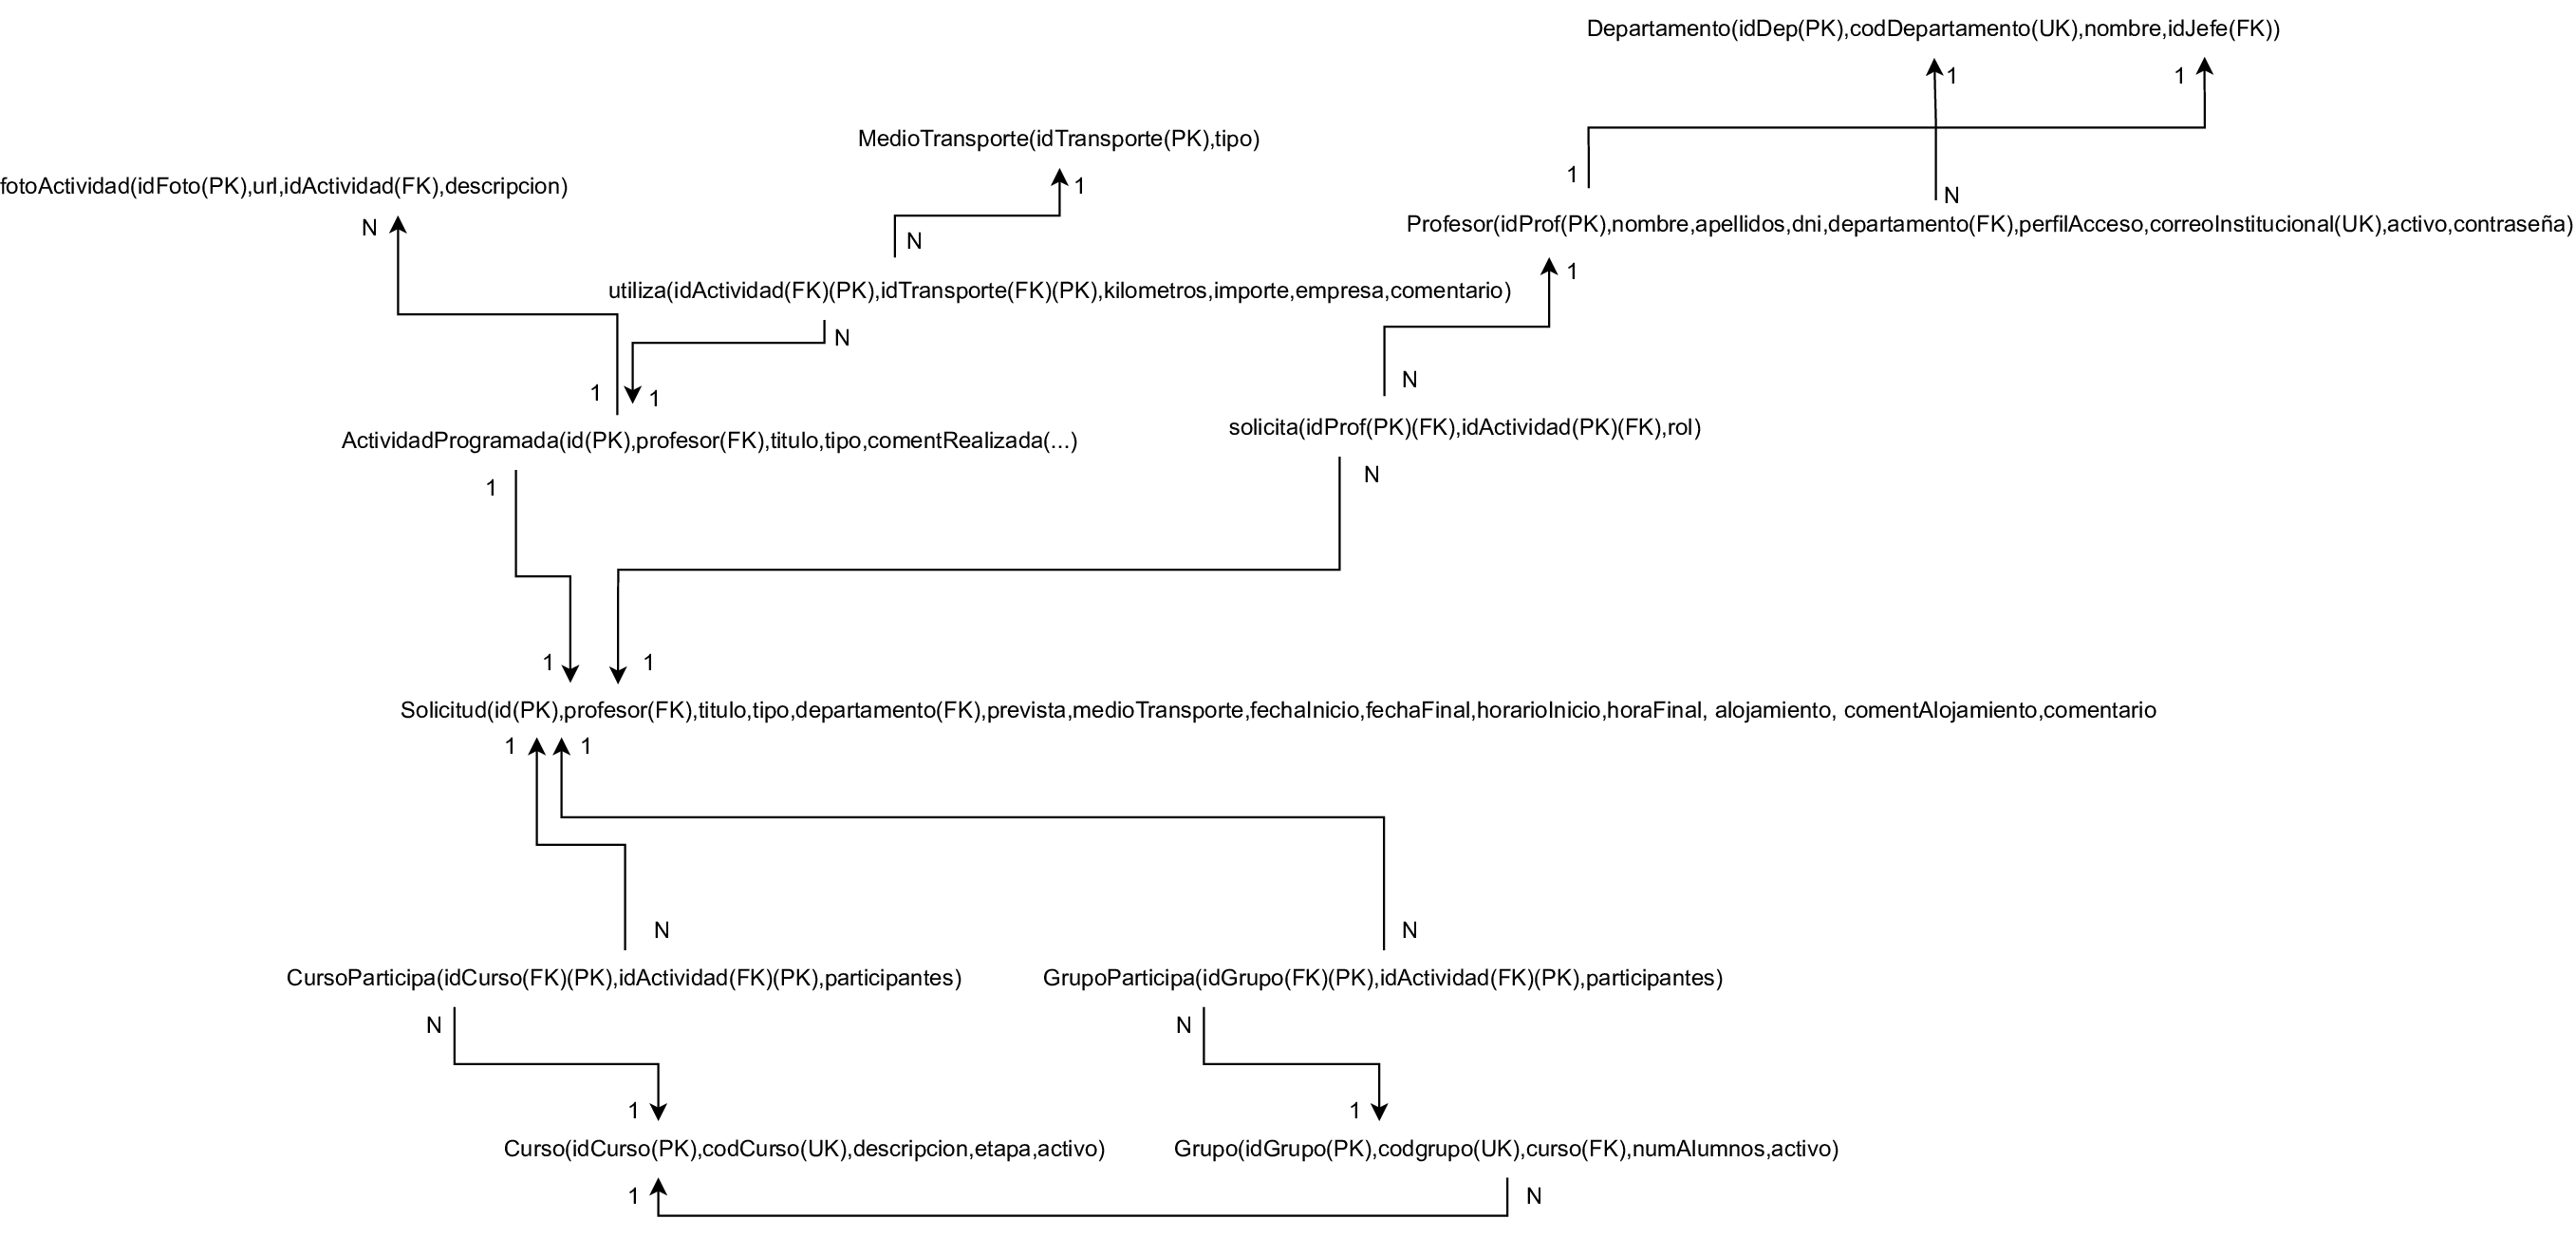 Departamento(idDep(PK),codDepartamento(UK),nombre,idJefe(FK))
1
1
MedioTransporte(idTransporte(PK),tipo)
1
1
N
fotoActividad(idFoto(PK),url,idActividad(FK),descripcion)
N
N
Profesor(idProf(PK),nombre,apellidos,dni,departamento(FK),perfilAcceso,correoInstitucional(UK),activo,contraseña)
1
utiliza(idActividad(FK)(PK),idTransporte(FK)(PK),kilometros,importe,empresa,comentario)
N
N
1
1
ActividadProgramada(id(PK),profesor(FK),titulo,tipo,comentRealizada(...)
solicita(idProf(PK)(FK),idActividad(PK)(FK),rol)
1
N
1
1
Solicitud(id(PK),profesor(FK),titulo,tipo,departamento(FK),prevista,medioTransporte,fechaInicio,fechaFinal,horarioInicio,horaFinal, alojamiento, comentAlojamiento,comentario
1
1
N
N
CursoParticipa(idCurso(FK)(PK),idActividad(FK)(PK),participantes)
GrupoParticipa(idGrupo(FK)(PK),idActividad(FK)(PK),participantes)
N
N
1
1
Curso(idCurso(PK),codCurso(UK),descripcion,etapa,activo)
Grupo(idGrupo(PK),codgrupo(UK),curso(FK),numAlumnos,activo)
1
N